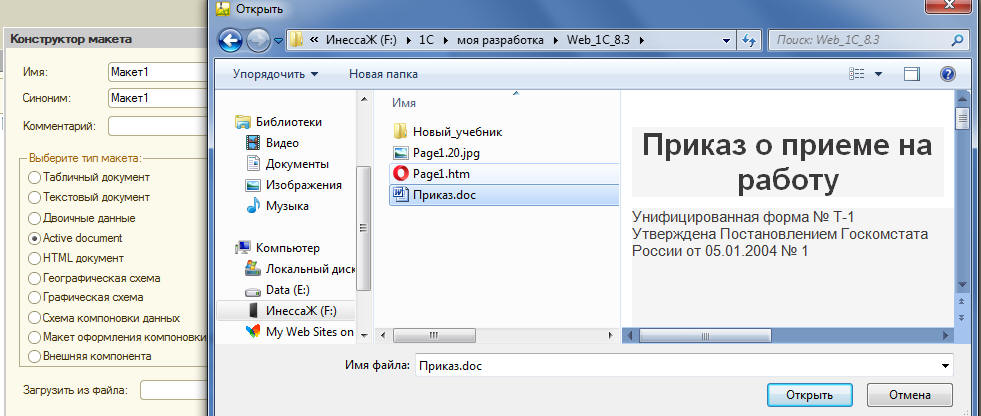 Открыть
Конструктор макета
Имя:
Макет1
Синоним:
Макет1
Комментарий:
Выберите тип макета:
Табличный документ
Текстовый документ
Двоичные данные
Active document
HTML документ
Географическая схема
Графическая схема
Схема компоновки данных
Макет оформления компоновки
Внешняя компонента
Загрузить из файла:
« ИнессаЖ (F:) ▸ 1С ▸ моя разработка ▸ Web_1C_8.3 ▸
Поиск: Web_1C_8.3
Упорядочить
Новая папка
Библиотеки
Видео
Документы
Изображения
Музыка
Компьютер
Локальный диск
Data (E:)
ИнессаЖ (F:)
My Web Sites on
Имя
Новый_учебник
Page1.20.jpg
Page1.htm
Приказ.doc
Приказ о приеме на
работу
Унифицированная форма № Т-1
Утверждена Постановлением Госкомстата
России от 05.01.2004 № 1
Имя файла:
Приказ.doc
Открыть
Отмена